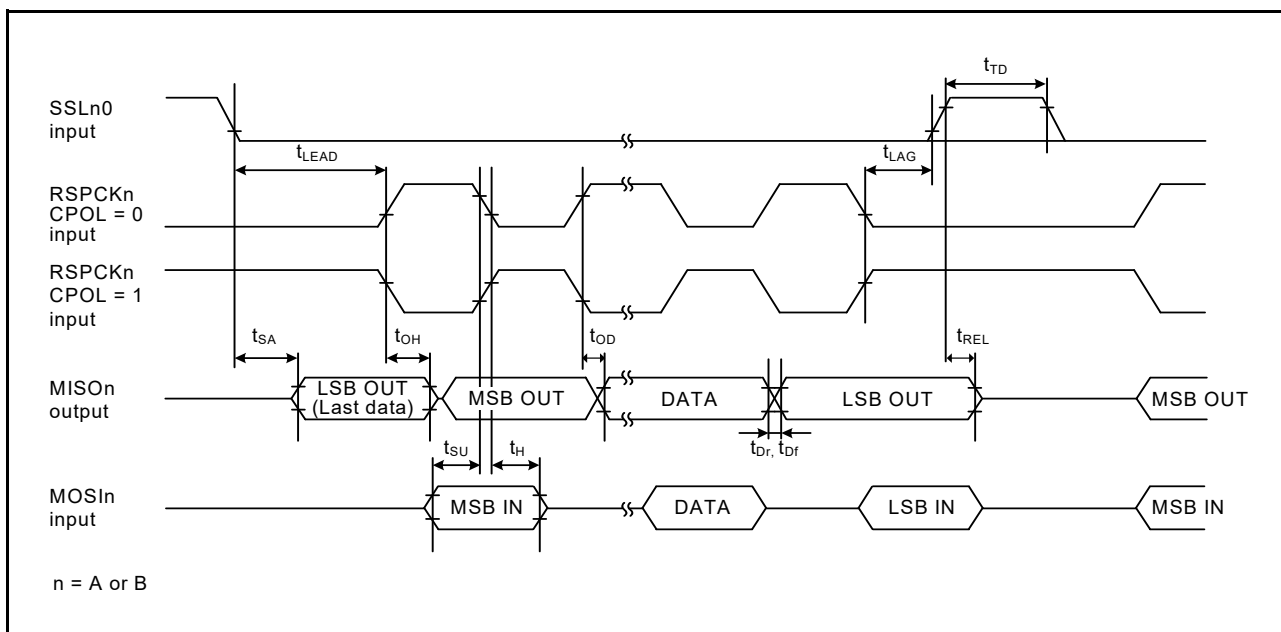 tTD
SSLn0
input
tLEAD
tLAG
RSPCKn
CPOL = 0
input
RSPCKn
CPOL = 1
input
tSA
tOH
tOD
tREL
MISOn
output
LSB OUT
(Last data)
MSB OUT
DATA
LSB OUT
MSB OUT
tSU
tH
tDr, tDf
MOSIn
input
MSB IN
DATA
LSB IN
MSB IN
n = A or B